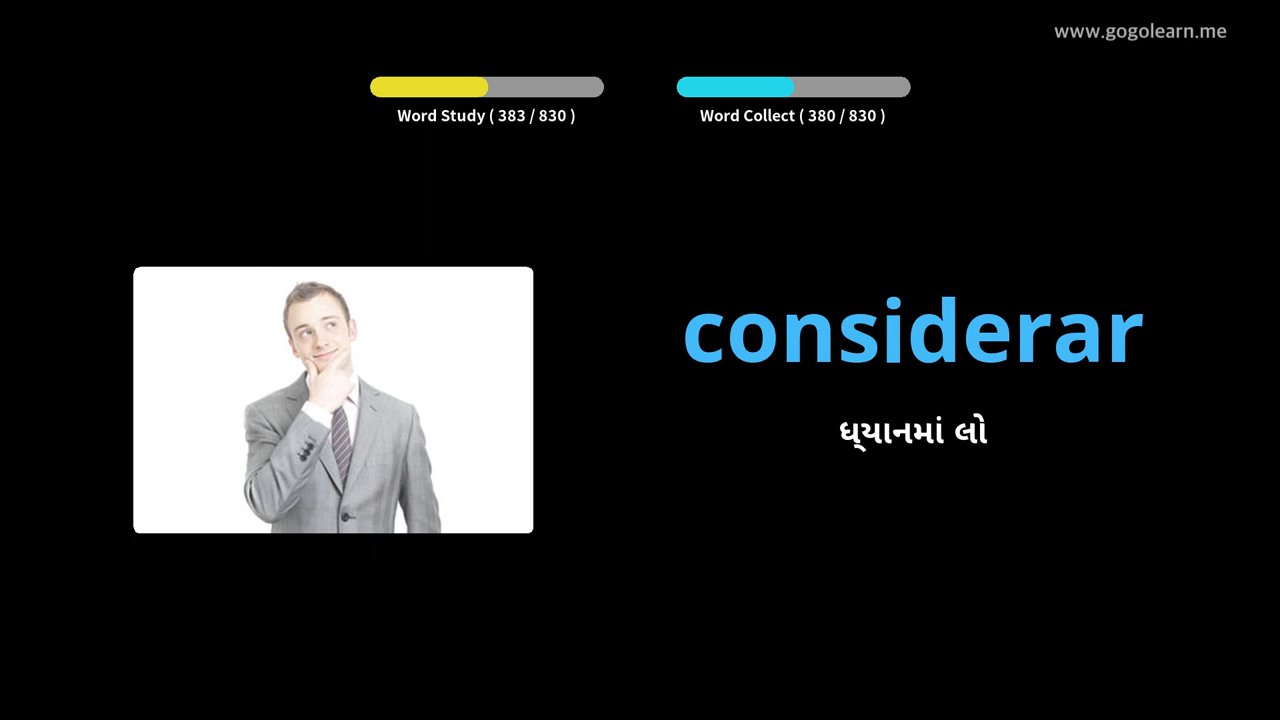 www.gogolearn.me
Word Study ( 383 / 830 )
Word Collect ( 380 / 830 )
considerar
ધ્યાનમાં લો